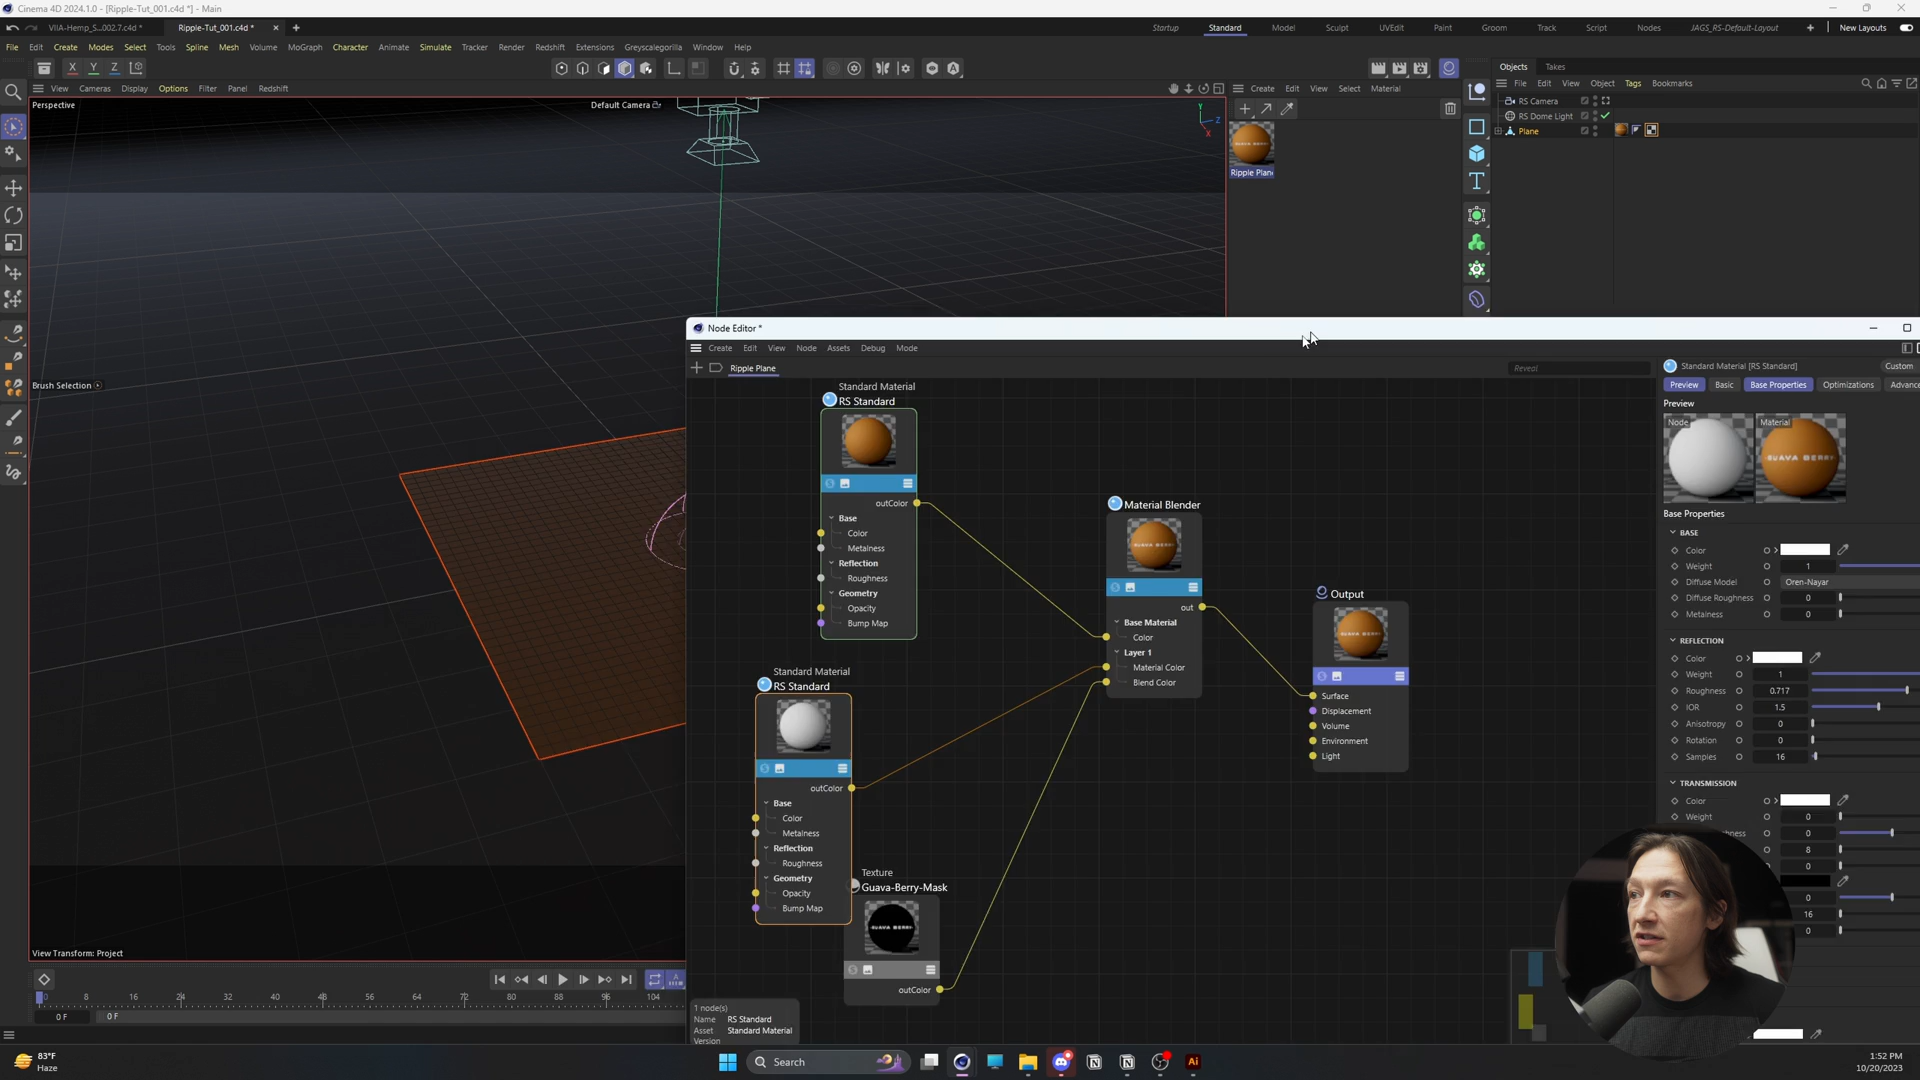 Cinema 4D 2024.1.0 - [Ripple-Tut_001.c4d *] - Main
VIIA-Hemp_S...002.7.c4d *
Ripple-Tut_001.c4d *
Startup
Standard
Model
Sculpt
UVEdit
Paint
Groom
Track
Script
Nodes
JAGS_RS-Default-Layout
New Layouts
File Edit Create Modes Select Tools Spline Mesh Volume MoGraph Character Animate Simulate Tracker Render Redshift Extensions Greyscalegorilla Window Help
X Y Z
Objects Takes
View Cameras Display Options Filter Panel Redshift
Create Edit View Select Material
File Edit View Object Tags Bookmarks
Perspective
Default Camera
Y
Z
X
RS Camera
RS Dome Light
Plane
Ripple Plan
Node Editor *
Create Edit View Node Assets Debug Mode
Ripple Plane
Reveal
Standard Material [RS Standard]
Custom
Preview Basic Base Properties Optimizations Advance
Brush Selection
Standard Material
RS Standard
outColor
Base
Color
Metalness
Reflection
Roughness
Geometry
Opacity
Bump Map
Standard Material
RS Standard
outColor
Base
Color
Metalness
Reflection
Roughness
Geometry
Opacity
Bump Map
Texture
Guava-Berry-Mask
GUAVA BERRY
outColor
Material Blender
GUAVA BERRY
out
Base Material
Color
Layer 1
Material Color
Blend Color
Output
GUAVA BERRY
Surface
Displacement
Volume
Environment
Light
Preview
Node
Material
GUAVA BERRY
Base Properties
BASE
Color
Weight 1
Diffuse Model Oren-Nayar
Diffuse Roughness 0
Metalness 0
REFLECTION
Color
Weight 1
Roughness 0.717
IOR 1.5
Anisotropy 0
Rotation 0
Samples 16
TRANSMISSION
Color
Weight 0
0
8
0
0
16
0
View Transform: Project
0 8 16 24 32 40 48 56 64 72 80 88 96 104
0 F
0 F
1 node(s)
Name RS Standard
Asset Standard Material
Version
83°F
Haze
Search
Ai
1:52 PM
10/20/2023